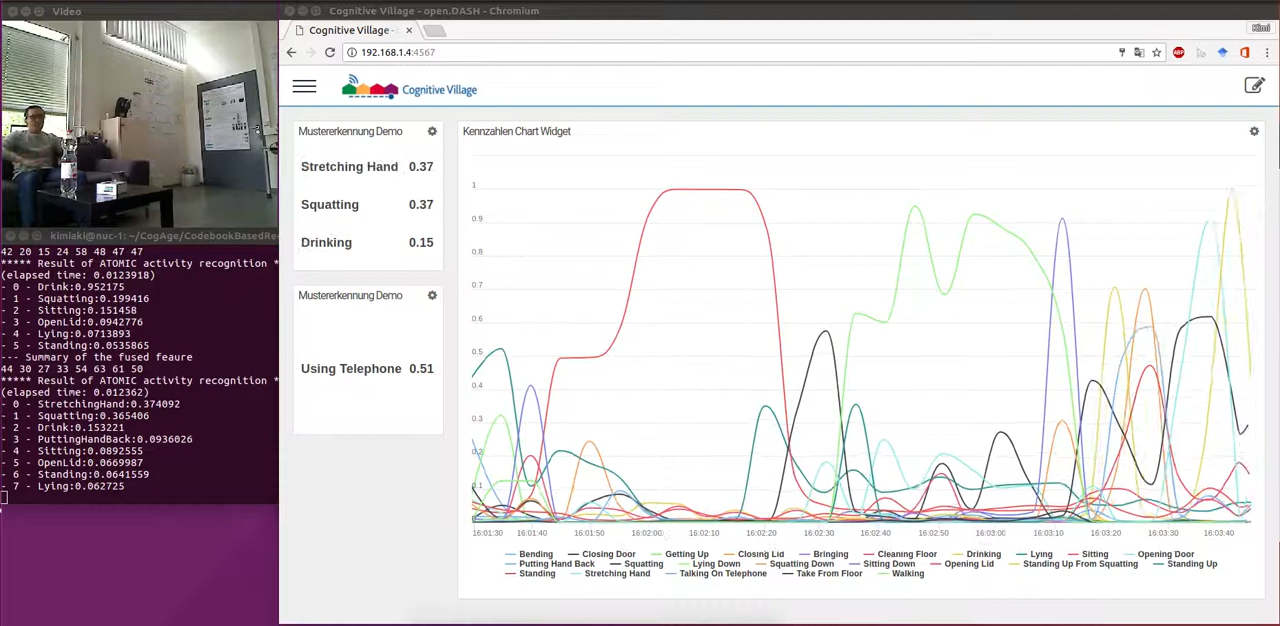 Video
Cognitive Village - open.DASH - Chromium
Cognitive Village -
Kimi
192.168.1.4:4567
ABP
Cognitive Village
Mustererkennung Demo
Stretching Hand 0.37
Squatting 0.37
Drinking 0.15
Mustererkennung Demo
Using Telephone 0.51
Kennzahlen Chart Widget
1
0.9
0.8
0.7
0.6
0.5
0.4
0.3
0.2
0.1
16:01:30 16:01:40 16:01:50 16:02:00 16:02:10 16:02:20 16:02:30 16:02:40 16:02:50 16:03:00 16:03:10 16:03:20 16:03:30 16:03:40
Bending Closing Door Getting Up Closing Lid Bringing Cleaning Floor Drinking Lying Sitting Opening Door
Putting Hand Back Squatting Lying Down Squatting Down Sitting Down Opening Lid Standing Up From Squatting Standing Up
Standing Stretching Hand Talking On Telephone Take From Floor Walking
kimiaki@nuc-1: ~/CogAge/CodebookBasedRe
42 20 15 24 58 48 47 47
***** Result of ATOMIC activity recognition *
(elapsed time: 0.0123918)
- 0 - Drink:0.952175
- 1 - Squatting:0.199416
- 2 - Sitting:0.151458
- 3 - OpenLid:0.0942776
- 4 - Lying:0.0713893
- 5 - Standing:0.0535865
--- Summary of the fused feaure
44 30 27 33 54 63 61 50
***** Result of ATOMIC activity recognition *
(elapsed time: 0.012362)
- 0 - StretchingHand:0.374092
- 1 - Squatting:0.365406
- 2 - Drink:0.153221
- 3 - PuttingHandBack:0.0936026
- 4 - Sitting:0.0892555
- 5 - OpenLid:0.0669987
- 6 - Standing:0.0641559
- 7 - Lying:0.062725